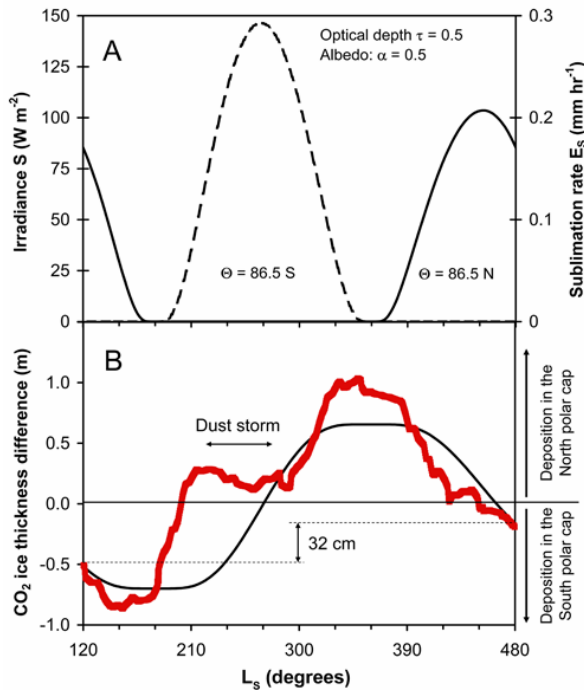 150
125
100
75
50
25
0
Irradiance S (W m⁻²)
A
Optical depth τ = 0.5
Albedo: α = 0.5
Θ = 86.5 S
Θ = 86.5 N
0.3
0.2
0.1
0
Sublimation rate Eₛ (mm hr⁻¹)
B
1.0
0.5
0.0
-0.5
-1.0
CO₂ ice thickness difference (m)
Dust storm
32 cm
Deposition in the
North polar cap
Deposition in the
South polar cap
120
210
300
390
480
Lₛ (degrees)